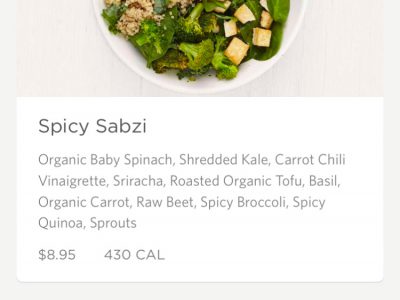 Spicy Sabzi
Organic Baby Spinach, Shredded Kale, Carrot Chili
Vinaigrette, Sriracha, Roasted Organic Tofu, Basil,
Organic Carrot, Raw Beet, Spicy Broccoli, Spicy
Quinoa, Sprouts
$8.95 430 CAL